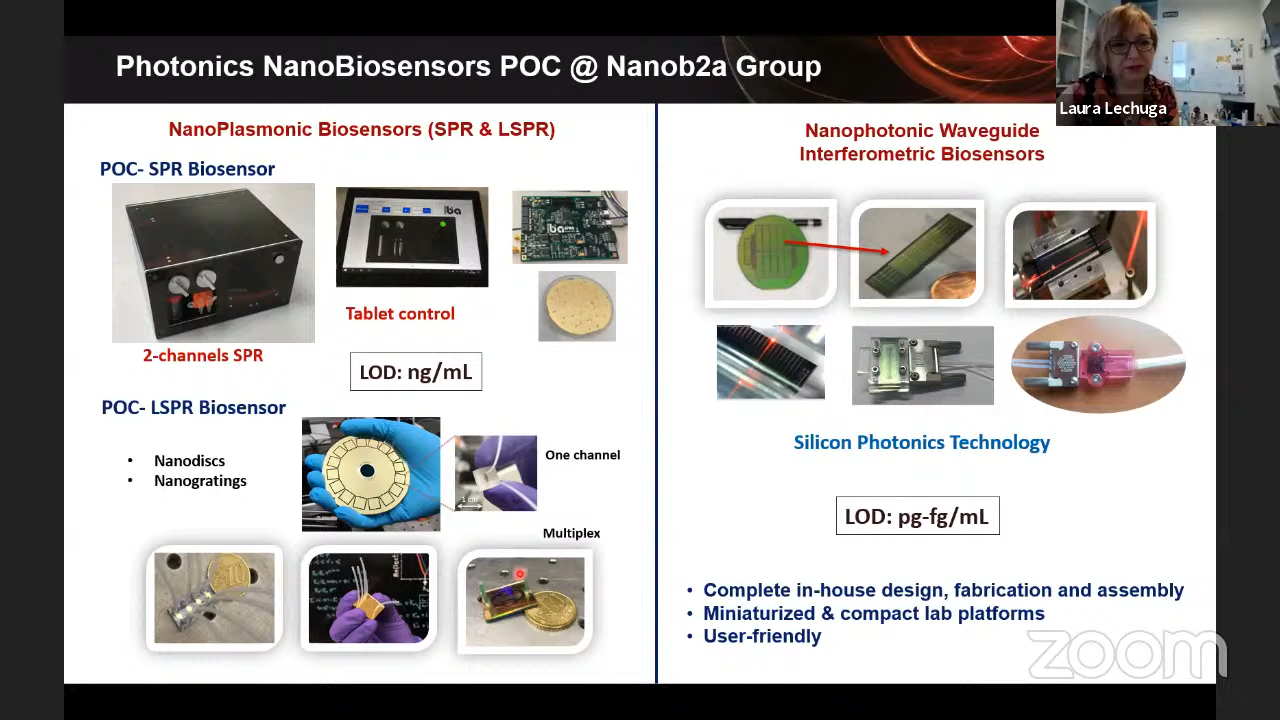 Photonics NanoBiosensors POC @ Nanob2a Group
Laura Lechuga
NanoPlasmonic Biosensors (SPR & LSPR)
POC- SPR Biosensor
Tablet control
2-channels SPR
LOD: ng/mL
POC- LSPR Biosensor
• Nanodiscs
• Nanogratings
One channel
1 cm
Multiplex
Nanophotonic Waveguide
Interferometric Biosensors
Silicon Photonics Technology
LOD: pg-fg/mL
• Complete in-house design, fabrication and assembly
• Miniaturized & compact lab platforms
• User-friendly
zoom